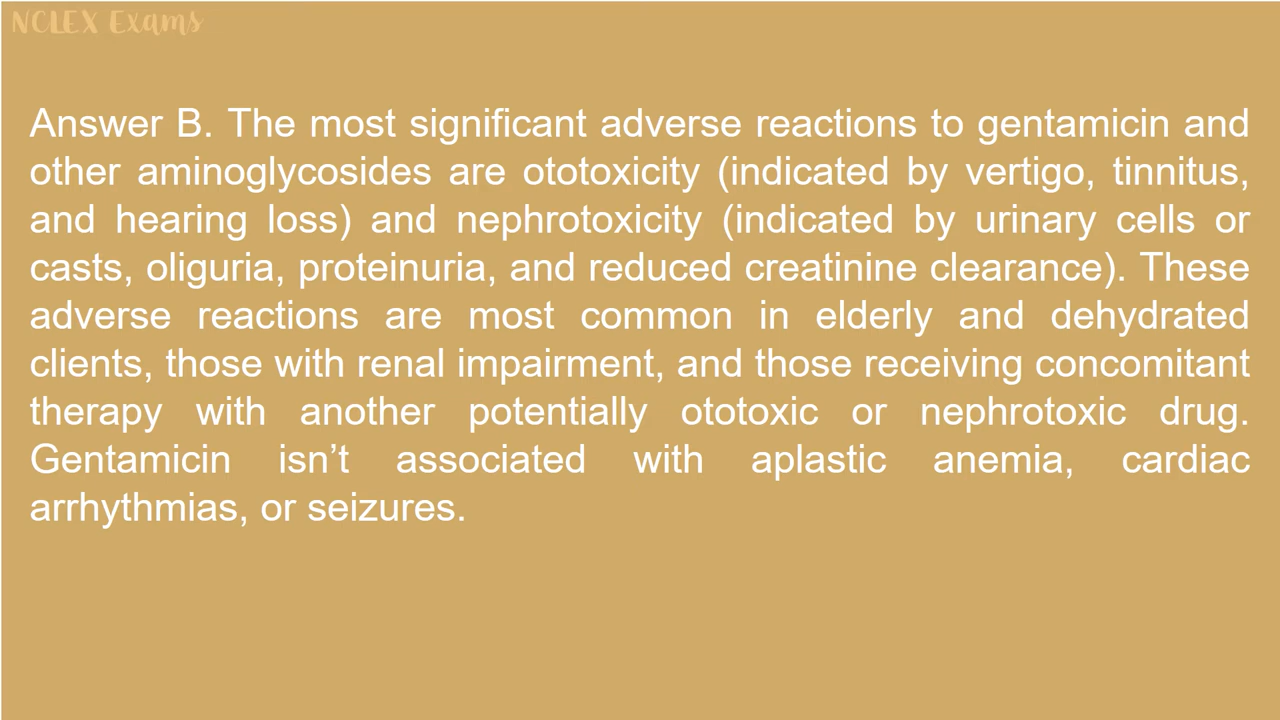 NCLEX Exams
Answer B. The most significant adverse reactions to gentamicin and
other aminoglycosides are ototoxicity (indicated by vertigo, tinnitus,
and hearing loss) and nephrotoxicity (indicated by urinary cells or
casts, oliguria, proteinuria, and reduced creatinine clearance). These
adverse reactions are most common in elderly and dehydrated
clients, those with renal impairment, and those receiving concomitant
therapy with another potentially ototoxic or nephrotoxic drug.
Gentamicin isn’t associated with aplastic anemia, cardiac
arrhythmias, or seizures.